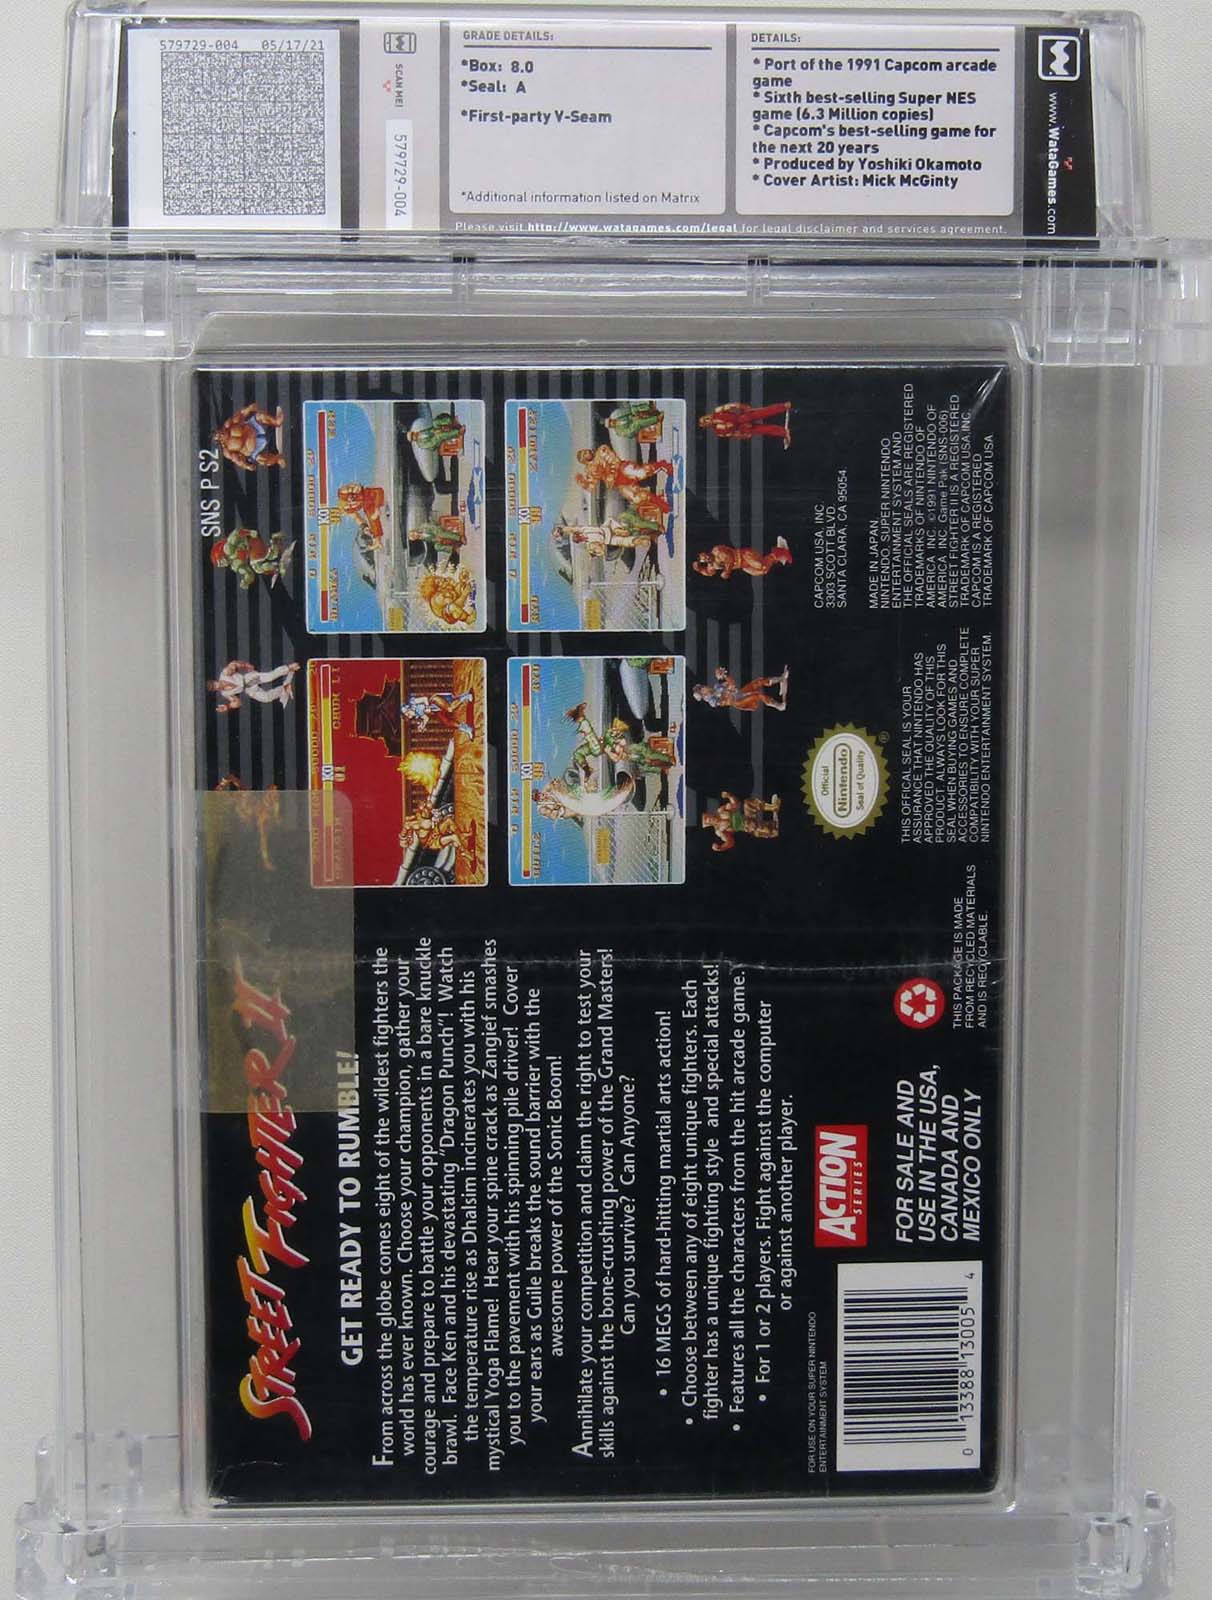 579729-004 05/17/21
SCAN ME!
579729-004
GRADE DETAILS:
*Box: 8.0
*Seal: A
*First-party V-Seam
*Additional information listed on Matrix
DETAILS:
* Port of the 1991 Capcom arcade
game
* Sixth best-selling Super NES
game (6.3 Million copies)
* Capcom's best-selling game for
the next 20 years
* Produced by Yoshiki Okamoto
* Cover Artist: Mick McGinty
Please visit http://www.watagames.com/legal for legal disclaimer and services agreement.
www.WataGames.com
SNS P S2
STREET FIGHTER II
GET READY TO RUMBLE!
From across the globe comes eight of the wildest fighters the
world has ever known. Choose your champion, gather your
courage and prepare to battle your opponents in a bare knuckle
brawl. Face Ken and his devastating "Dragon Punch"! Watch
the temperature rise as Dhalsim incinerates you with his
mystical Yoga Flame! Hear your spine crack as Zangief smashes
you to the pavement with his spinning pile driver! Cover
your ears as Guile breaks the sound barrier with the
awesome power of the Sonic Boom!
Annihilate your competition and claim the right to test your
skills against the bone-crushing power of the Grand Masters!
Can you survive? Can Anyone?
• 16 MEGS of hard-hitting martial arts action!
• Choose between any of eight unique fighters. Each
fighter has a unique fighting style and special attacks!
• Features all the characters from the hit arcade game.
• For 1 or 2 players. Fight against the computer
or against another player.
KO
CHUN LI
KO
BLANKA
KEN
KO
RYU
KO
RYU
ZANGIEF
FOR USE ON YOUR SUPER NINTENDO
ENTERTAINMENT SYSTEM
0 13388 13005 4
ACTION
SERIES
FOR SALE AND
USE IN THE USA,
CANADA AND
MEXICO ONLY
THIS PACKAGE IS MADE
FROM RECYCLED MATERIALS
AND IS RECYCLABLE.
Official
Nintendo
Seal of Quality
®
THIS OFFICIAL SEAL IS YOUR
ASSURANCE THAT NINTENDO HAS
APPROVED THE QUALITY OF THIS
PRODUCT. ALWAYS LOOK FOR THIS
SEAL WHEN BUYING GAMES AND
ACCESSORIES TO ENSURE COMPLETE
COMPATIBILITY WITH YOUR SUPER
NINTENDO ENTERTAINMENT SYSTEM.
CAPCOM USA, INC.
3303 SCOTT BLVD.
SANTA CLARA, CA 95054.
MADE IN JAPAN.
NINTENDO, SUPER NINTENDO
ENTERTAINMENT SYSTEM AND
THE OFFICIAL SEALS ARE REGISTERED
TRADEMARKS OF NINTENDO OF
AMERICA INC. ©1991 NINTENDO OF
AMERICA INC. Game Pak (SNS-006)
STREET FIGHTER II IS A REGISTERED
TRADEMARK OF CAPCOM USA, INC.
CAPCOM IS A REGISTERED
TRADEMARK OF CAPCOM USA.